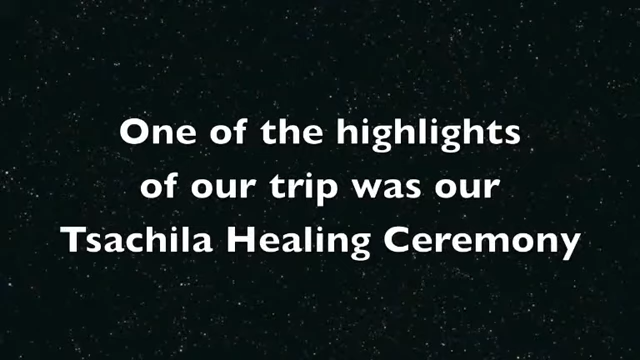 One of the highlights
of our trip was our
Tsachila Healing Ceremony